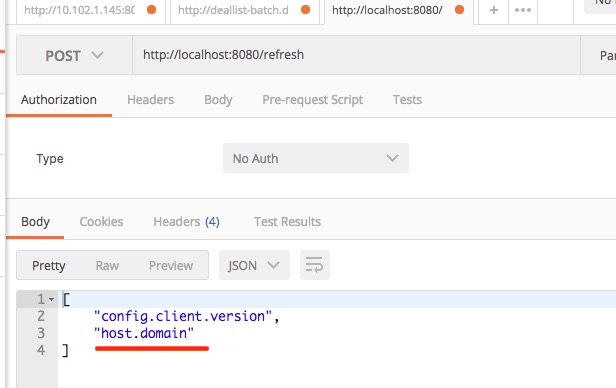 http://10.102.1.145:80 http://deallist-batch.d http://localhost:8080/ + ••• No
POST http://localhost:8080/refresh Par
Authorization Headers Body Pre-request Script Tests
Type No Auth
Body Cookies Headers (4) Test Results
Pretty Raw Preview JSON
1 [
2 "config.client.version",
3 "host.domain"
4 ]